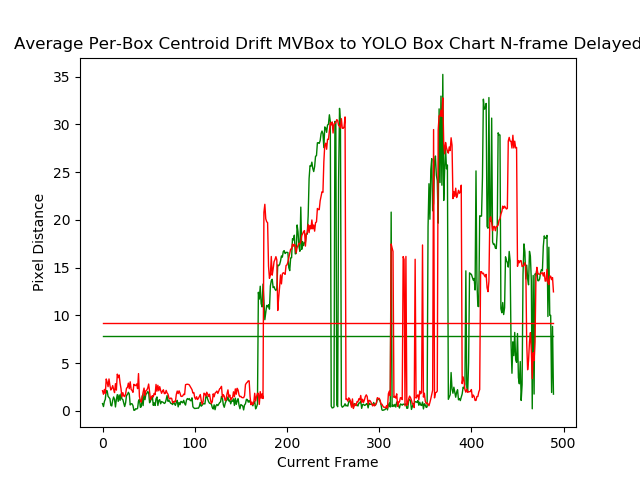 Average Per-Box Centroid Drift MVBox to YOLO Box Chart N-frame Delayed
35
30
25
20
15
10
5
0
Pixel Distance
0 100 200 300 400 500
Current Frame